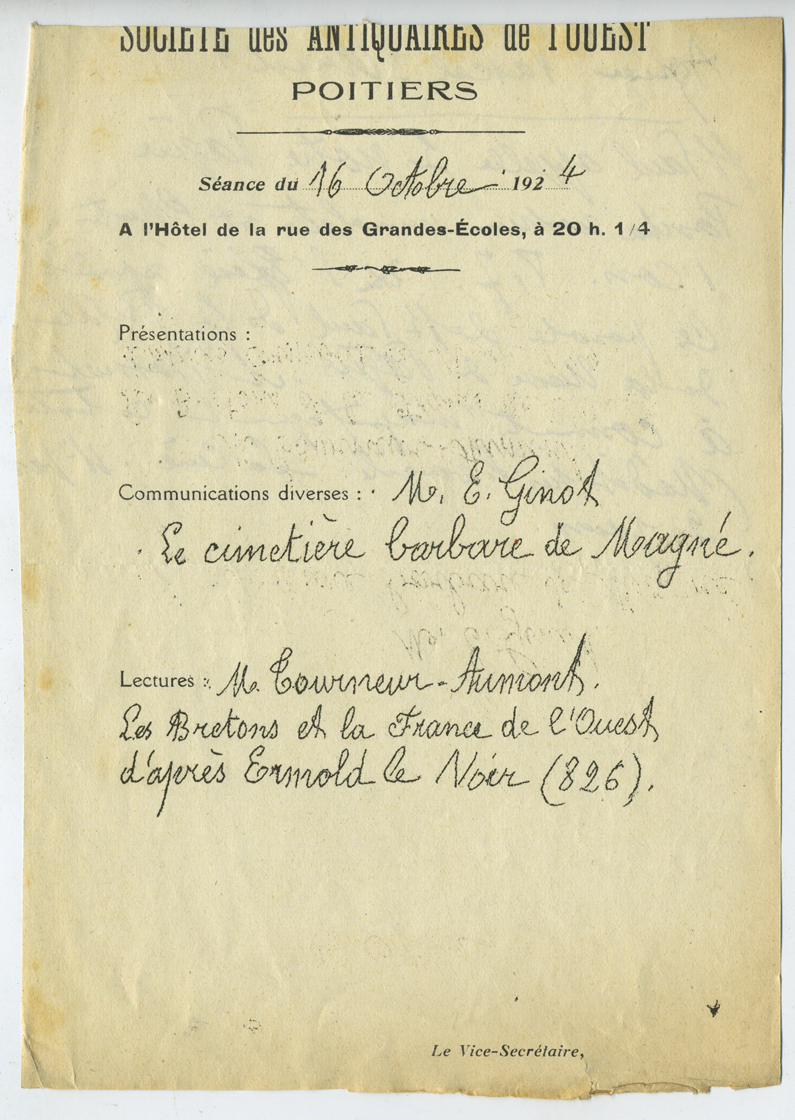 SOCIÉTÉ des ANTIQUAIRES de l'OUEST
POITIERS
Séance du 16 Octobre 1924
A l'Hôtel de la rue des Grandes-Écoles, à 20 h. 1/4
Présentations :
Communications diverses : M. E. Ginot
Le cimetière barbare de Magné.
Lectures : M. Tourneur-Aumont.
Les Bretons et la France de l'Ouest
d'après Ermold le Noir (826).
Le Vice-Secrétaire,